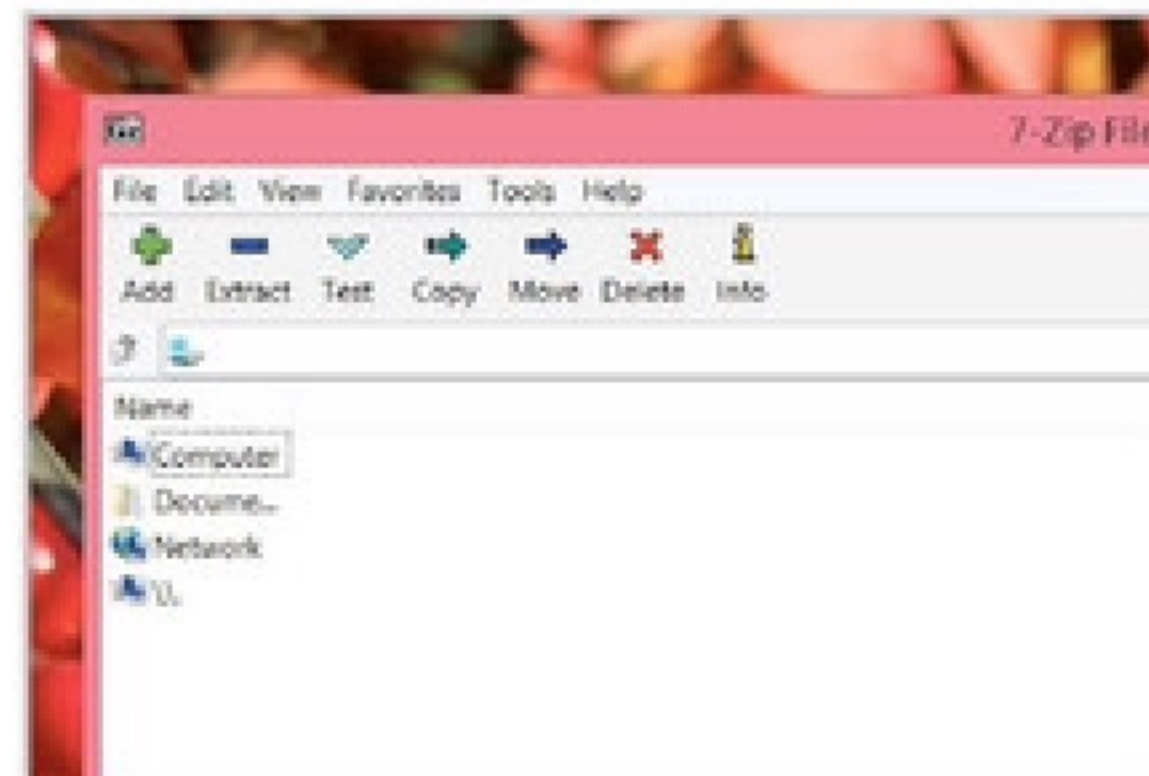 7-Zip File
File Edit View Favorites Tools Help
Add Extract Test Copy Move Delete Info
Name
Computer
Docume...
Network
\\.